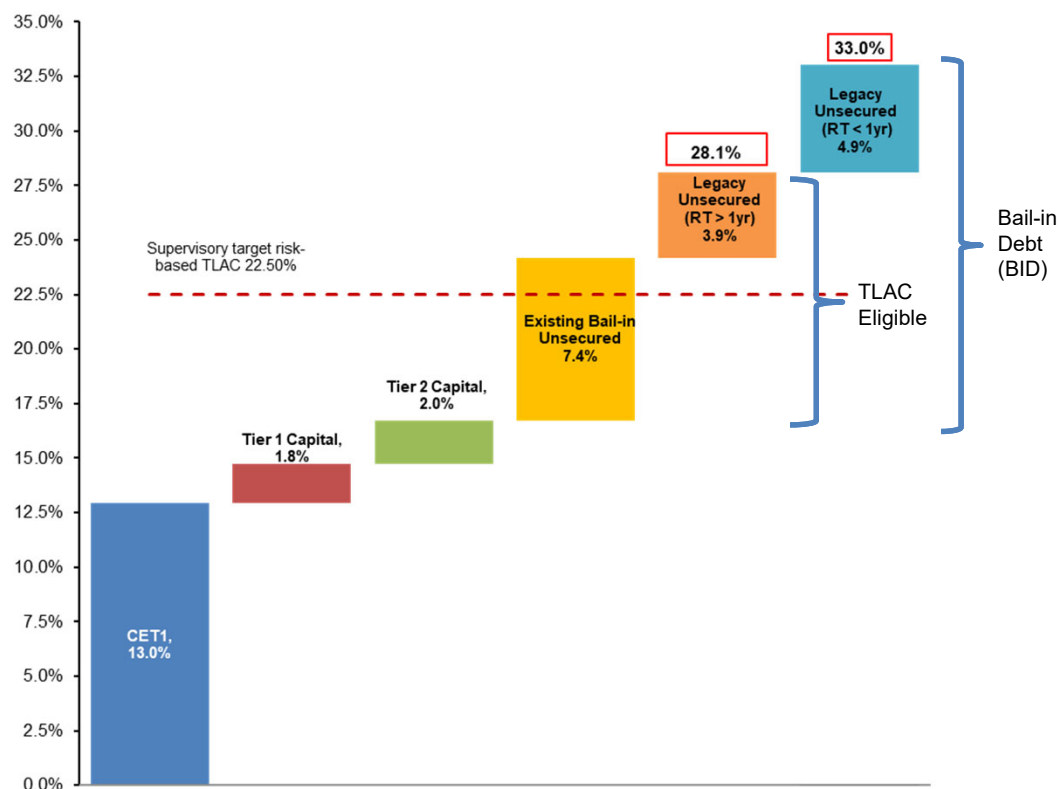 35.0%
32.5%
30.0%
27.5%
25.0%
22.5%
20.0%
17.5%
15.0%
12.5%
10.0%
7.5%
5.0%
2.5%
0.0%
Supervisory target risk-
based TLAC 22.50%
CET1,
13.0%
Tier 1 Capital,
1.8%
Tier 2 Capital,
2.0%
Existing Bail-in
Unsecured
7.4%
28.1%
Legacy
Unsecured
(RT > 1yr)
3.9%
33.0%
Legacy
Unsecured
(RT < 1yr)
4.9%
TLAC
Eligible
Bail-in
Debt
(BID)